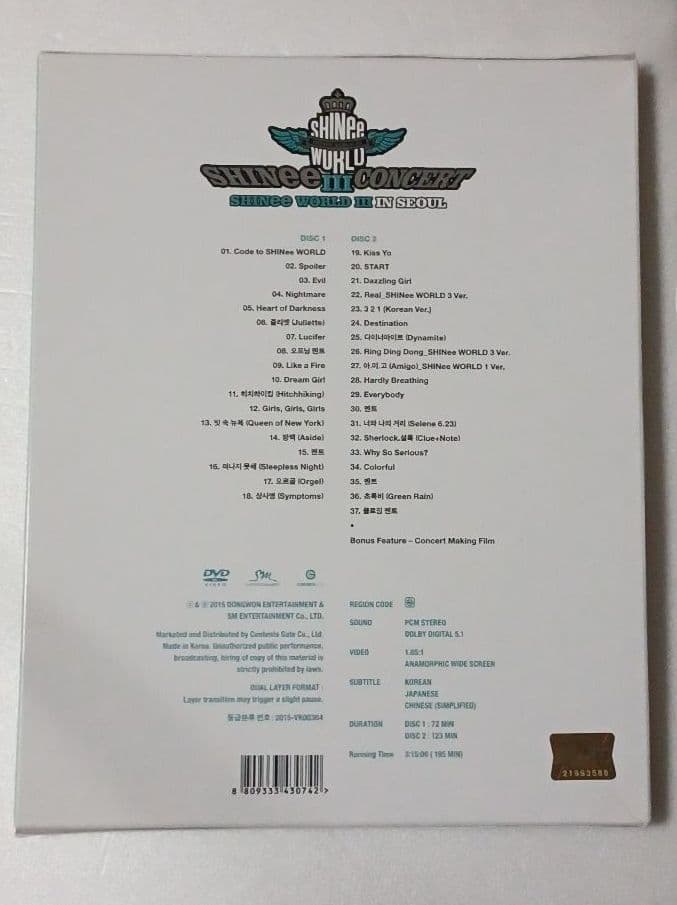 SHINee
WORLD
SHINee III CONCERT
SHINee WORLD III IN SEOUL
DISC 1
01. Code to SHINee WORLD
02. Spoiler
03. Evil
04. Nightmare
05. Heart of Darkness
06. 줄리엣 (Juliette)
07. Lucifer
08. 오프닝 멘트
09. Like a Fire
10. Dream Girl
11. 히치하이킹 (Hitchhiking)
12. Girls, Girls, Girls
13. 빗 속 뉴욕 (Queen of New York)
14. 방백 (Aside)
15. 멘트
16. 떠나지 못해 (Sleepless Night)
17. 오르골 (Orgel)
18. 상사병 (Symptoms)
DISC 2
19. Kiss Yo
20. START
21. Dazzling Girl
22. Real_SHINee WORLD 3 Ver.
23. 3 2 1 (Korean Ver.)
24. Destination
25. 다이너마이트 (Dynamite)
26. Ring Ding Dong_SHINee WORLD 3 Ver.
27. 아.미.고 (Amigo)_SHINee WORLD 1 Ver.
28. Hardly Breathing
29. Everybody
30. 멘트
31. 너와 나의 거리 (Selene 6.23)
32. Sherlock.셜록 (Clue+Note)
33. Why So Serious?
34. Colorful
35. 멘트
36. 초록비 (Green Rain)
37. 클로징 멘트
•
Bonus Feature – Concert Making Film
DVD
VIDEO
SM
ⓒ & ⓟ 2015 DONGWON ENTERTAINMENT &
SM ENTERTAINMENT Co., LTD.
Marketed and Distributed by Contents Gate Co., Ltd.
Made in Korea. Unauthorized public performance,
broadcasting, hiring of copy of this material is
strictly prohibited by laws.
DUAL LAYER FORMAT :
Layer transition may trigger a slight pause.
등급분류 번호 : 2015-VR00364
REGION CODE
SOUND PCM STEREO
DOLBY DIGITAL 5.1
VIDEO 1.85:1
ANAMORPHIC WIDE SCREEN
SUBTITLE KOREAN
JAPANESE
CHINESE (SIMPLIFIED)
DURATION DISC 1 : 72 MIN
DISC 2 : 123 MIN
Running Time 3:15:00 ( 195 MIN)
8 809333 430742 >